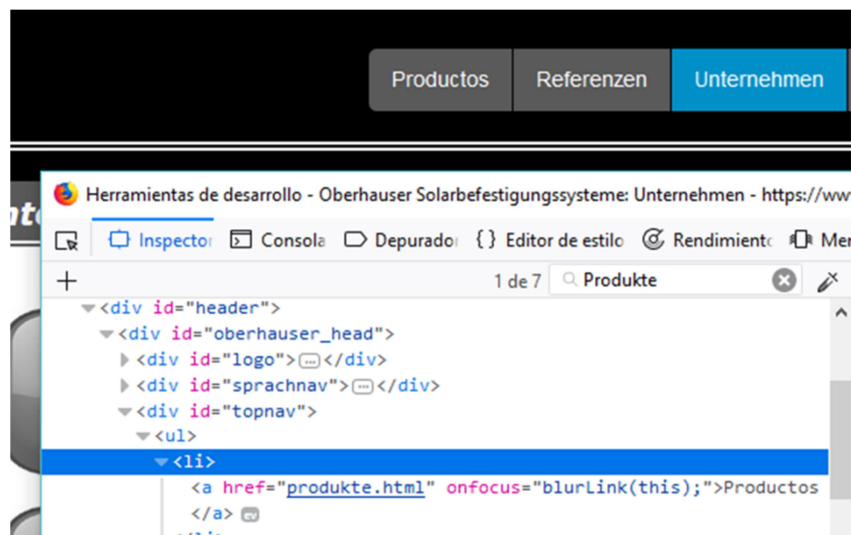 Productos Referenzen Unternehmen
Herramientas de desarrollo - Oberhauser Solarbefestigungssysteme: Unternehmen - https://www
Inspector Consola Depurador {} Editor de estilo Rendimiento
+ 1 de 7 Produkte
<div id="header">
<div id="oberhauser_head">
<div id="logo">…</div>
<div id="sprachnav">…</div>
<div id="topnav">
<ul>
<li>
<a href="produkte.html" onfocus="blurLink(this);">Productos
</a> ev